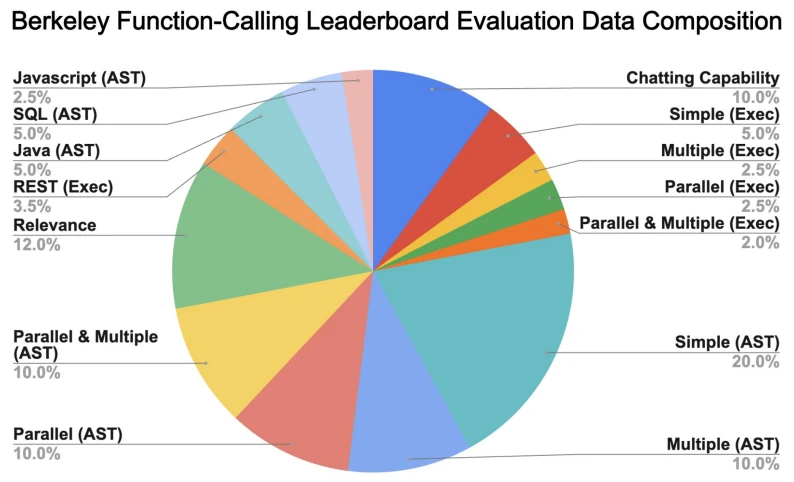 Berkeley Function-Calling Leaderboard Evaluation Data Composition
Javascript (AST)
2.5%
SQL (AST)
5.0%
Java (AST)
5.0%
REST (Exec)
3.5%
Relevance
12.0%
Parallel & Multiple
(AST)
10.0%
Parallel (AST)
10.0%
Chatting Capability
10.0%
Simple (Exec)
5.0%
Multiple (Exec)
2.5%
Parallel (Exec)
2.5%
Parallel & Multiple (Exec)
2.0%
Simple (AST)
20.0%
Multiple (AST)
10.0%